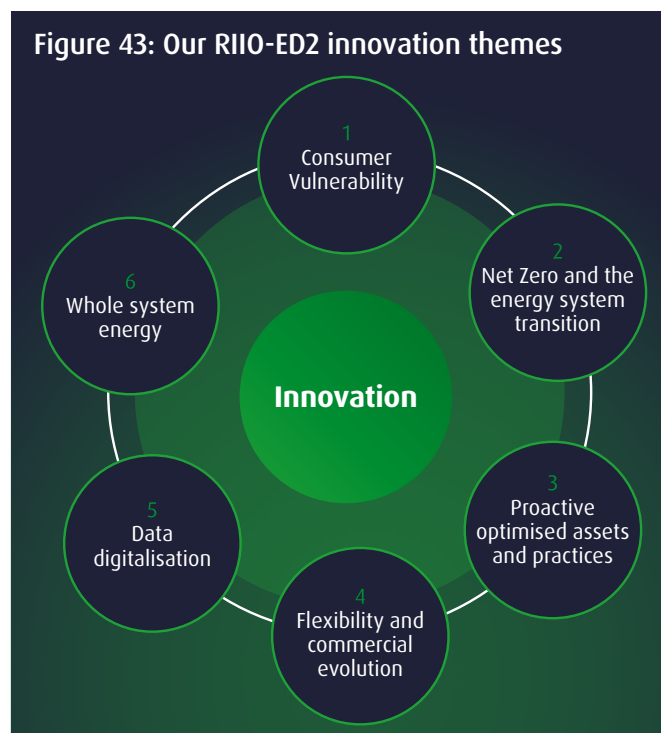 Figure 43: Our RIIO-ED2 innovation themes
1
Consumer
Vulnerability
2
Net Zero and the
energy system
transition
3
Proactive
optimised assets
and practices
4
Flexibility and
commercial
evolution
5
Data
digitalisation
6
Whole system
energy
Innovation